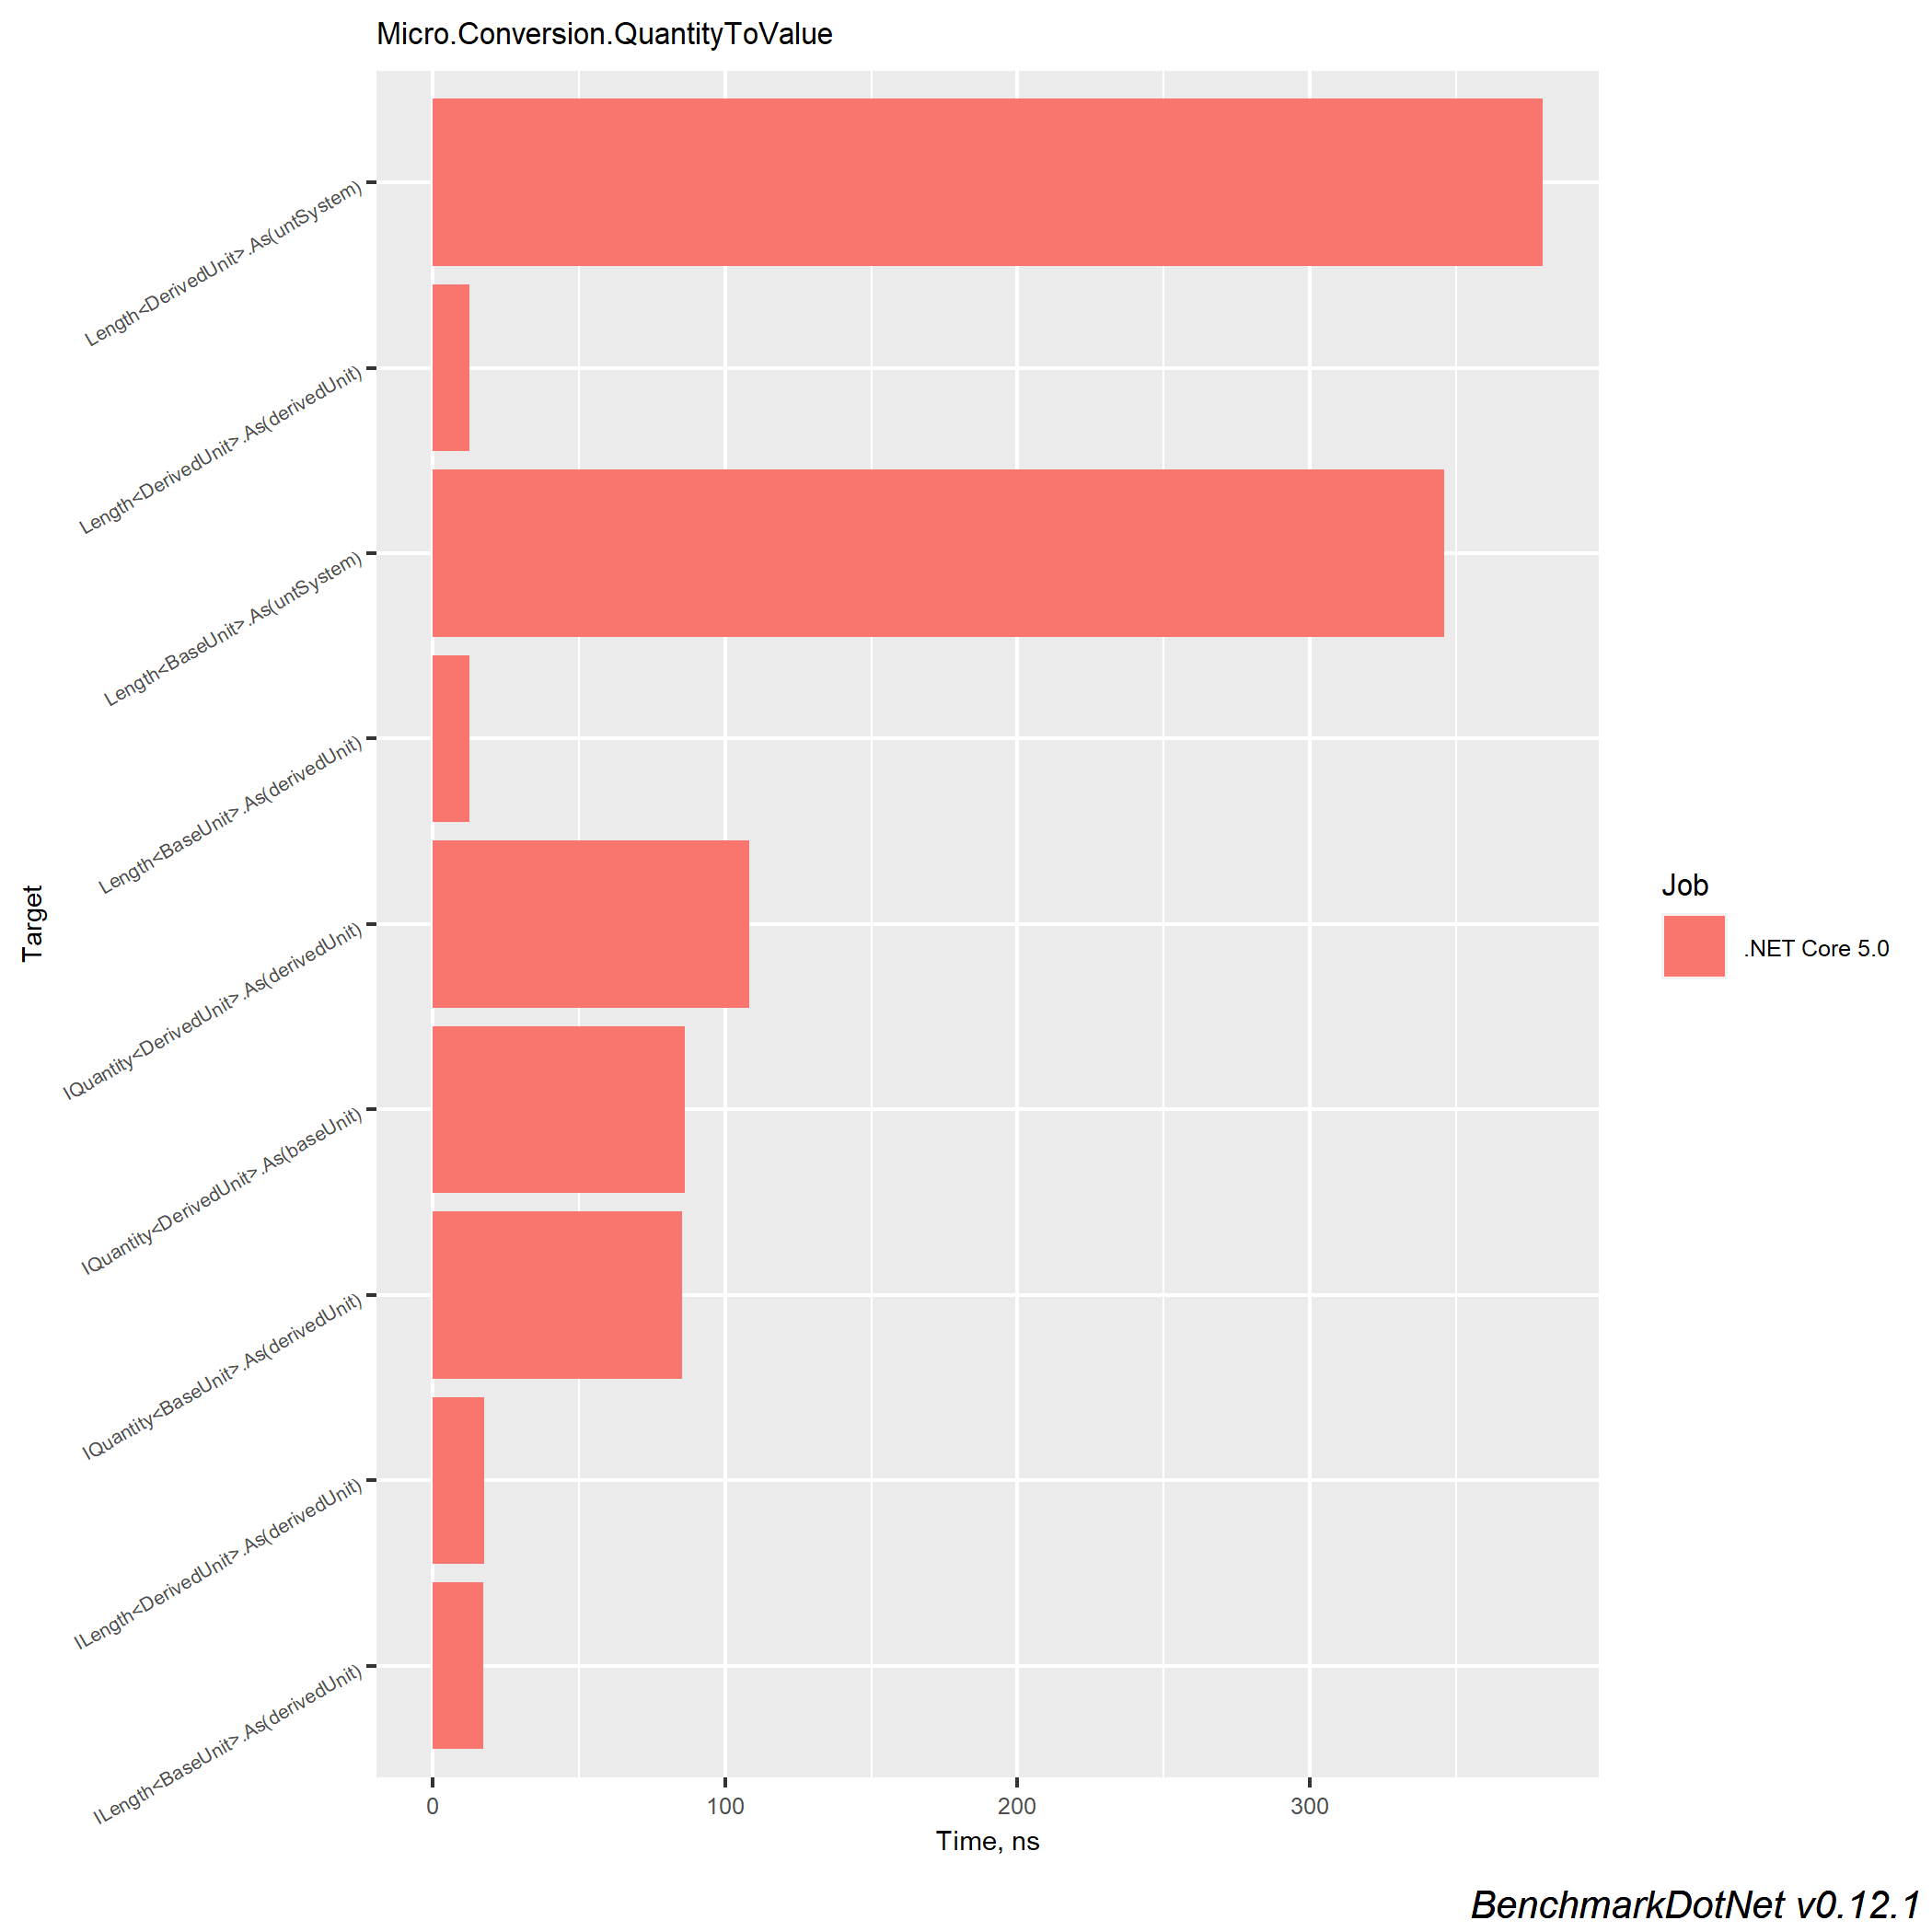 Micro.Conversion.QuantityToValue
Length<DerivedUnit>.As(untSystem)
Length<DerivedUnit>.As(derivedUnit)
Length<BaseUnit>.As(untSystem)
Length<BaseUnit>.As(derivedUnit)
IQuantity<DerivedUnit>.As(derivedUnit)
IQuantity<DerivedUnit>.As(baseUnit)
IQuantity<BaseUnit>.As(derivedUnit)
ILength<DerivedUnit>.As(derivedUnit)
ILength<BaseUnit>.As(derivedUnit)
Target
0 100 200 300
Time, ns
Job
.NET Core 5.0
BenchmarkDotNet v0.12.1